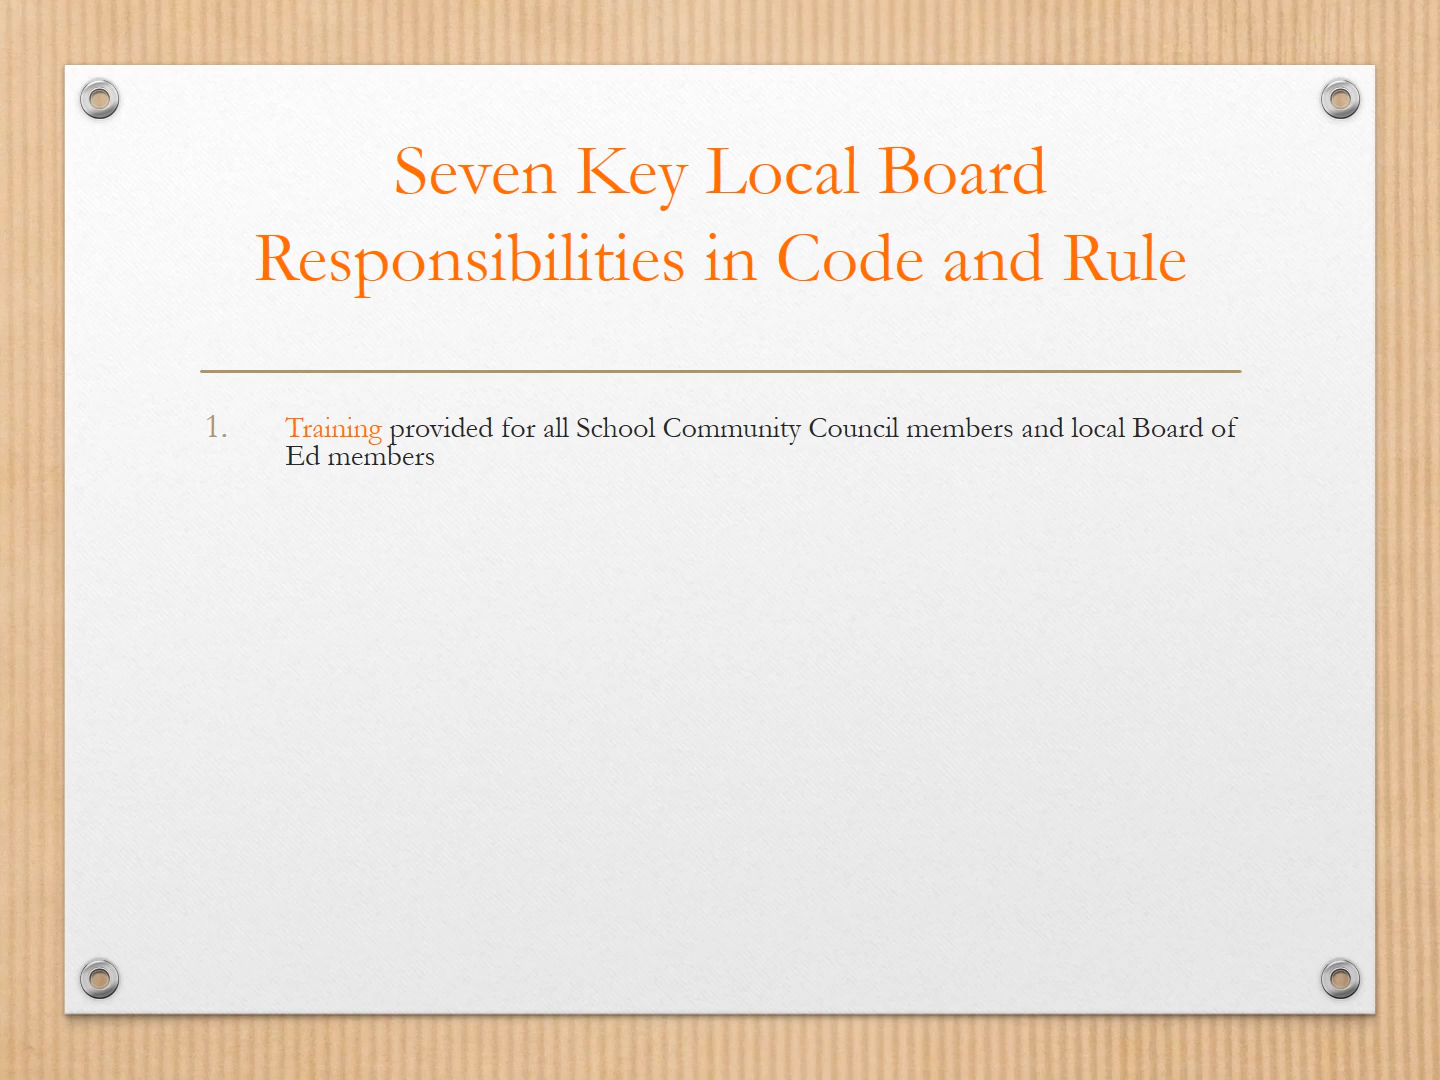 Seven Key Local Board
Responsibilities in Code and Rule
1. Training provided for all School Community Council members and local Board of
Ed members